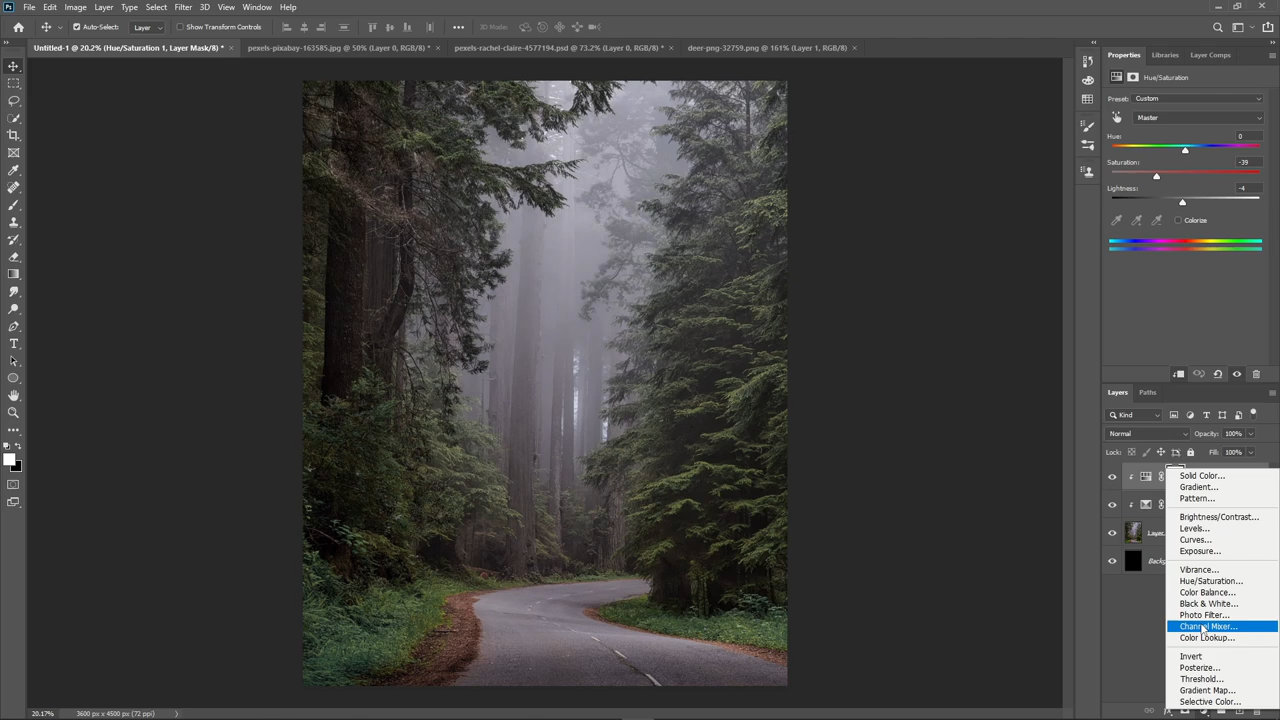 Ps File Edit Image Layer Type Select Filter 3D View Window Help
Auto-Select: Layer Show Transform Controls 3D Mode:
Untitled-1 @ 20.2% (Hue/Saturation 1, Layer Mask/8) * × pexels-pixabay-163585.jpg @ 50% (Layer 0, RGB/8) * × pexels-rachel-claire-4577194.psd @ 73.2% (Layer 0, RGB/8) * × deer-png-32759.png @ 161% (Layer 1, RGB/8) ×
Properties Libraries Layer Comps
Hue/Saturation
Preset: Custom
Master
Hue: 0
Saturation: -39
Lightness: -4
Colorize
Layers Paths
Kind
Normal Opacity: 100%
Lock: Fill: 100%
Solid Color...
Gradient...
Pattern...
Brightness/Contrast...
Levels...
Curves...
Exposure...
Vibrance...
Hue/Saturation...
Color Balance...
Black & White...
Photo Filter...
Channel Mixer...
Color Lookup...
Invert
Posterize...
Threshold...
Gradient Map...
Selective Color...
20.17% 3600 px x 4500 px (72 ppi)